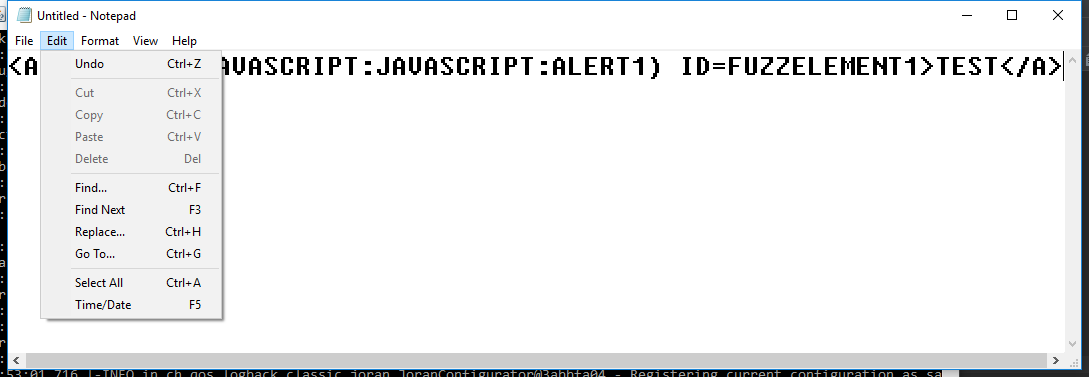 Untitled - Notepad
File Edit Format View Help
<A AVASCRIPT:JAVASCRIPT:ALERT1) ID=FUZZELEMENT1>TEST</A>
Undo Ctrl+Z
Cut Ctrl+X
Copy Ctrl+C
Paste Ctrl+V
Delete Del
Find... Ctrl+F
Find Next F3
Replace... Ctrl+H
Go To... Ctrl+G
Select All Ctrl+A
Time/Date F5
:53:01,716 |-INFO in ch.qos.logback.classic.joran.JoranConfigurator@3abbfa04 - Registering current configuration as sa